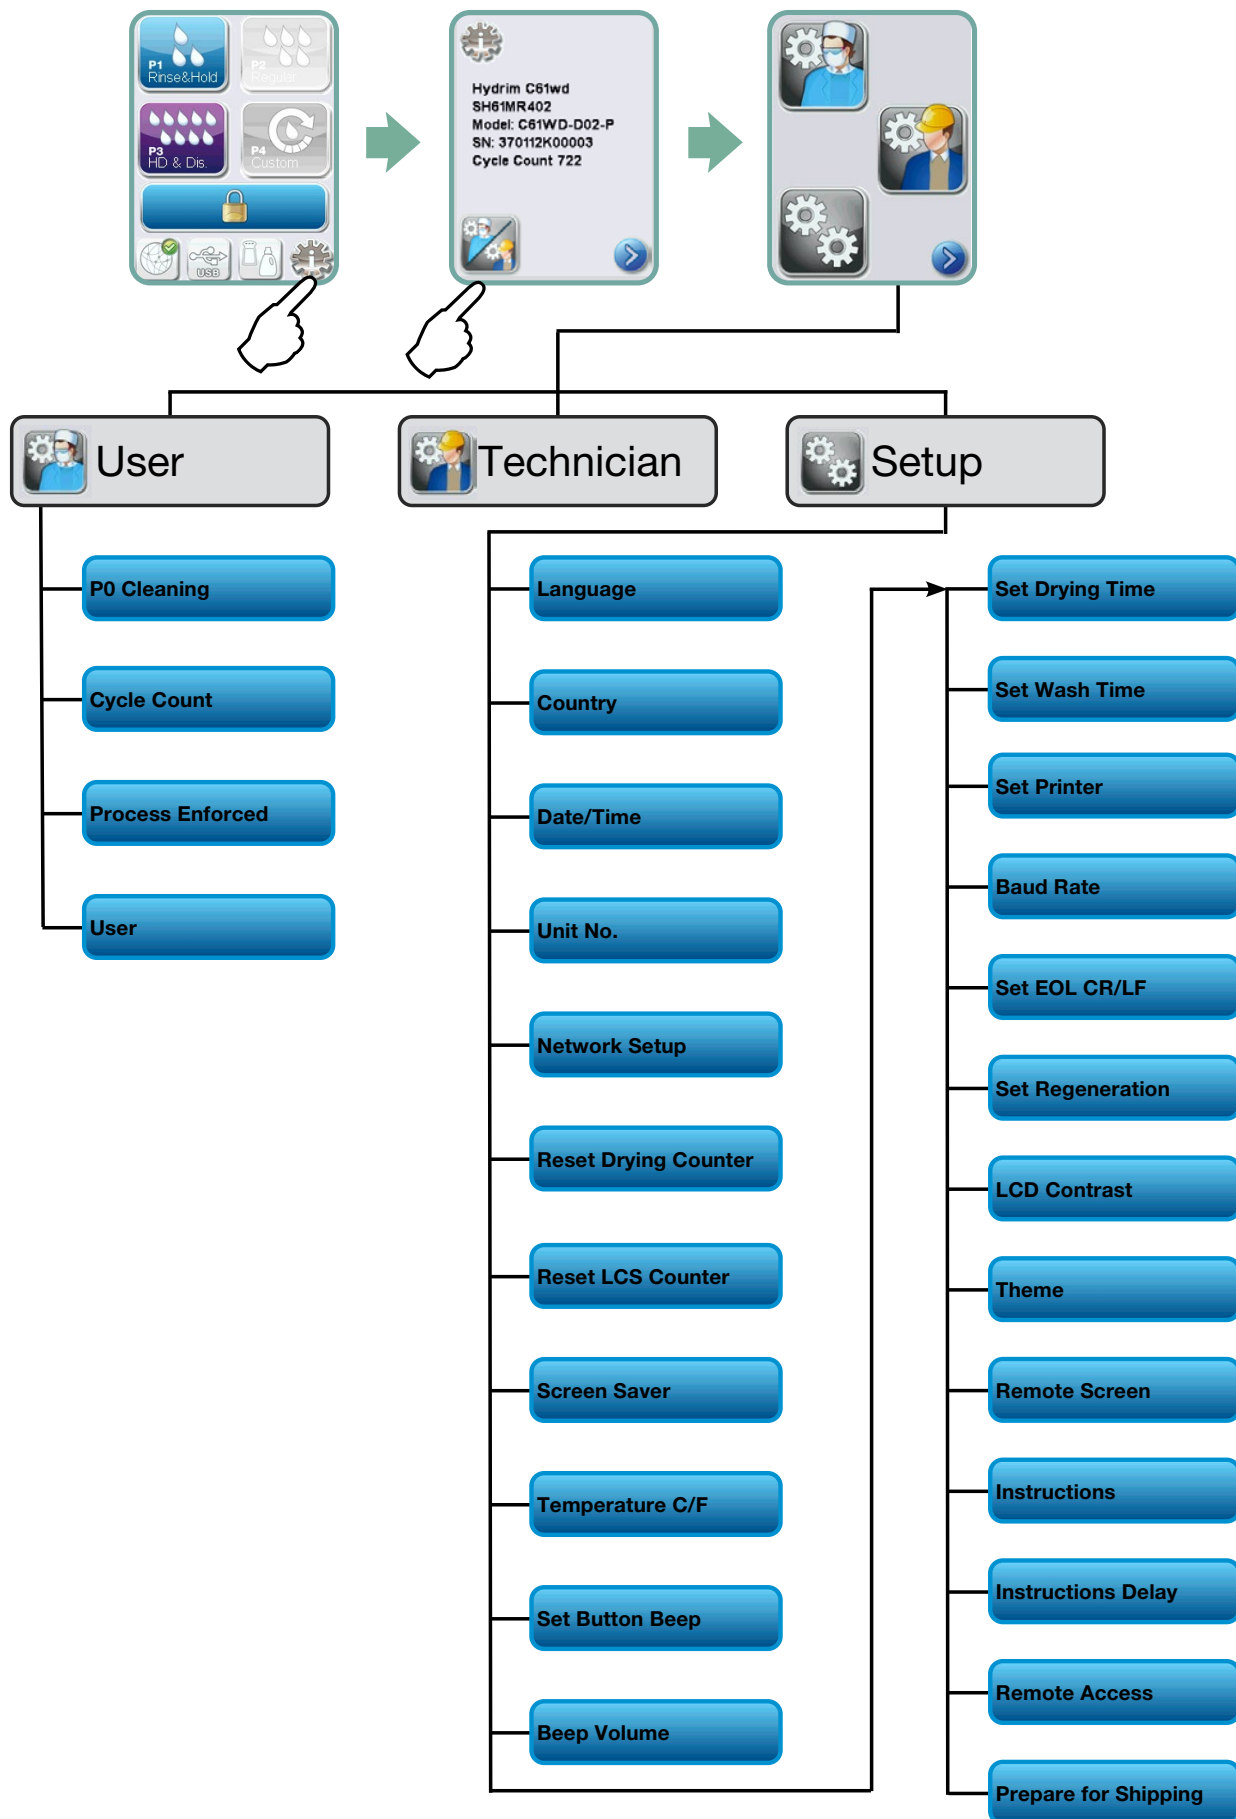 P1
Rinse&Hold
P2
Regular
P3
HD & Dis.
P4
Custom
USB
i
Hydrim C61wd
SH61MR402
Model: C61WD-D02-P
SN: 370112K00003
Cycle Count 722
User
Technician
Setup
P0 Cleaning
Cycle Count
Process Enforced
User
Language
Country
Date/Time
Unit No.
Network Setup
Reset Drying Counter
Reset LCS Counter
Screen Saver
Temperature C/F
Set Button Beep
Beep Volume
Set Drying Time
Set Wash Time
Set Printer
Baud Rate
Set EOL CR/LF
Set Regeneration
LCD Contrast
Theme
Remote Screen
Instructions
Instructions Delay
Remote Access
Prepare for Shipping